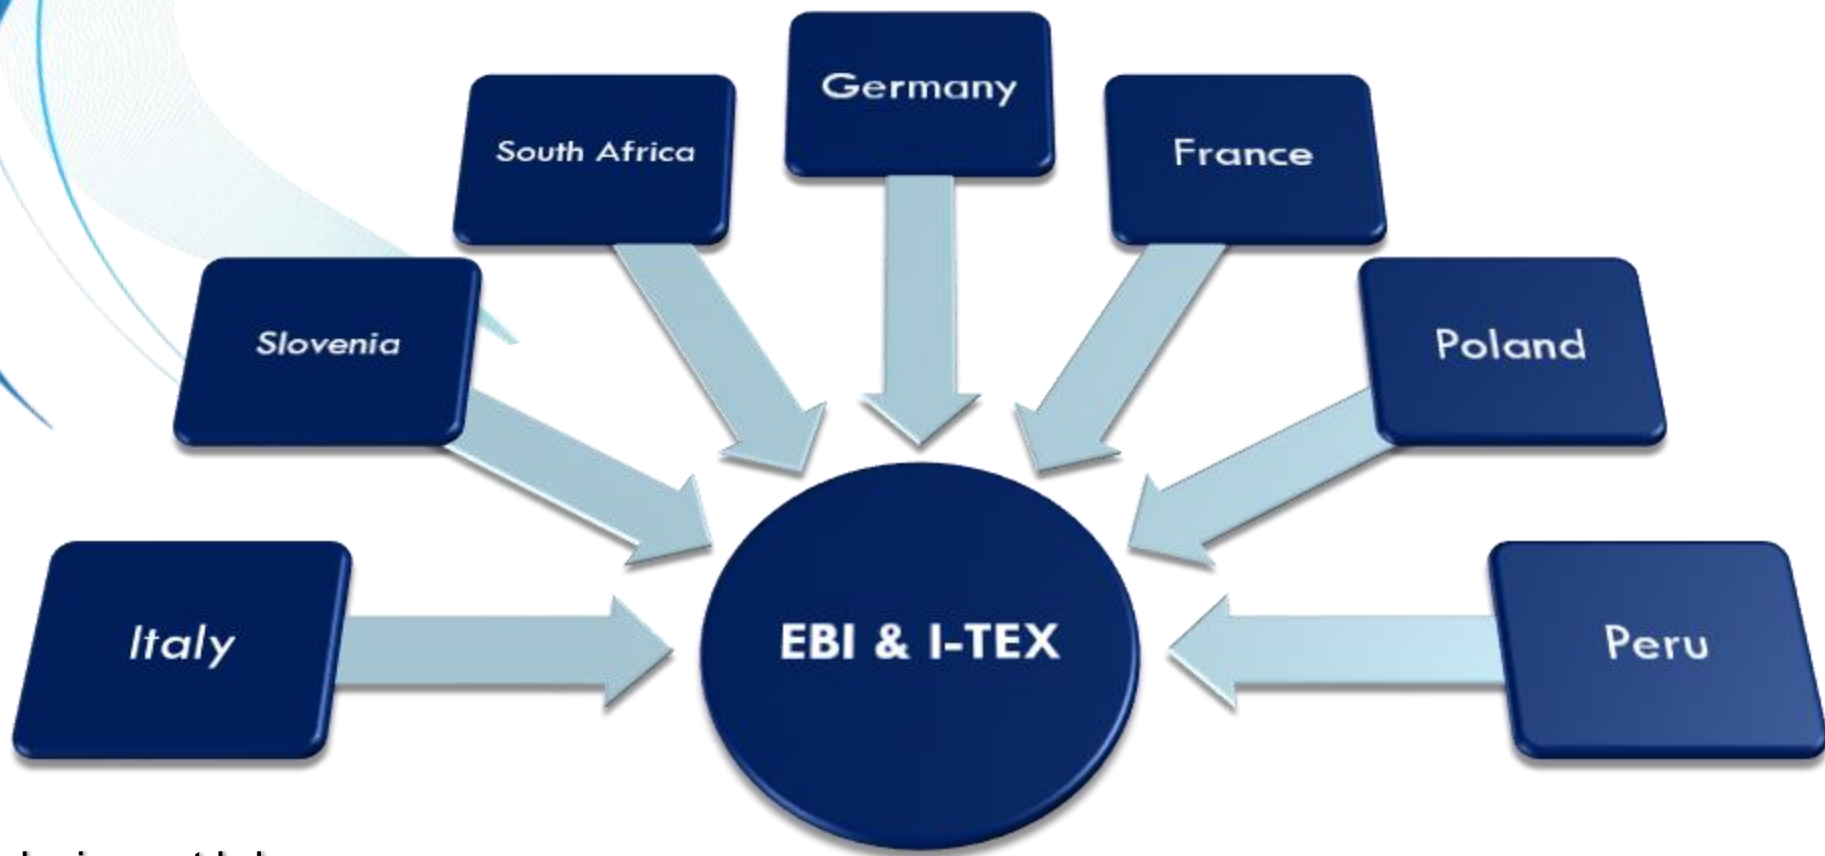 Germany
South Africa
France
Slovenia
Poland
Italy
EBI & I-TEX
Peru